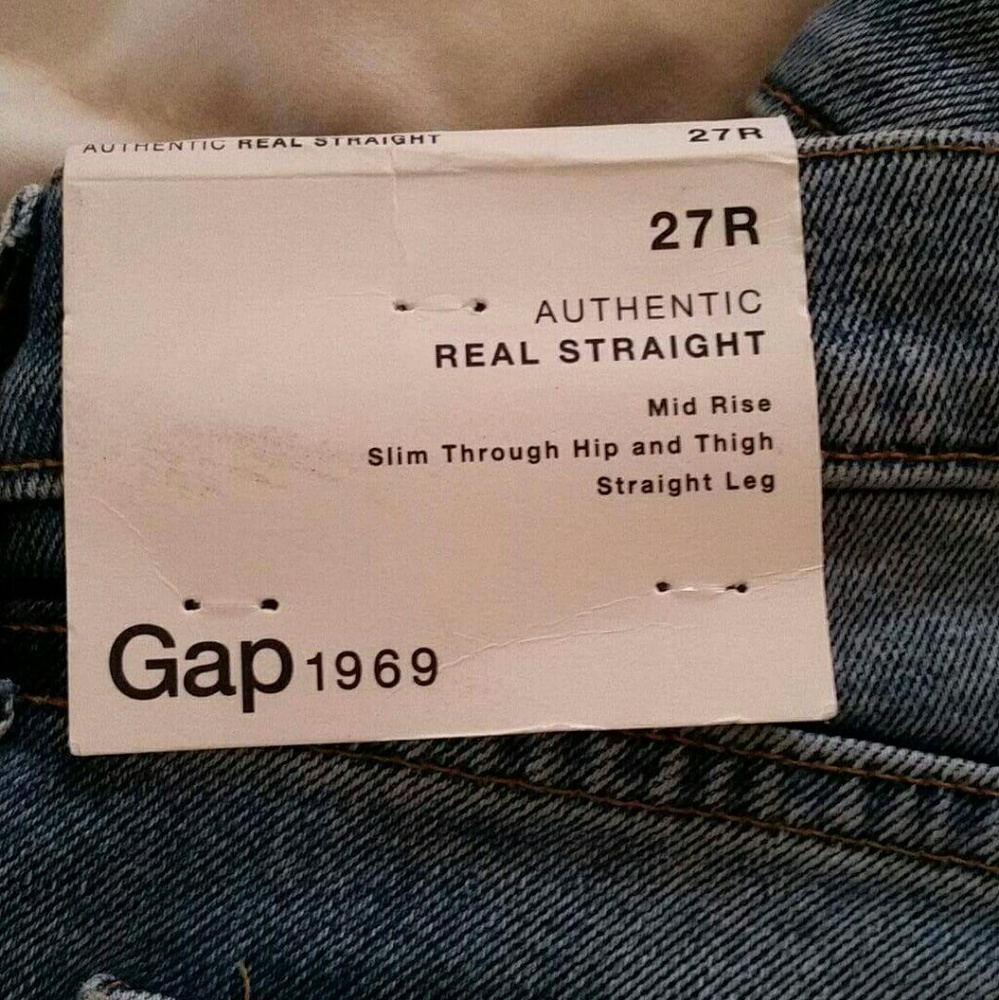 AUTHENTIC REAL STRAIGHT 27R
27R
AUTHENTIC
REAL STRAIGHT
Mid Rise
Slim Through Hip and Thigh
Straight Leg
Gap 1969